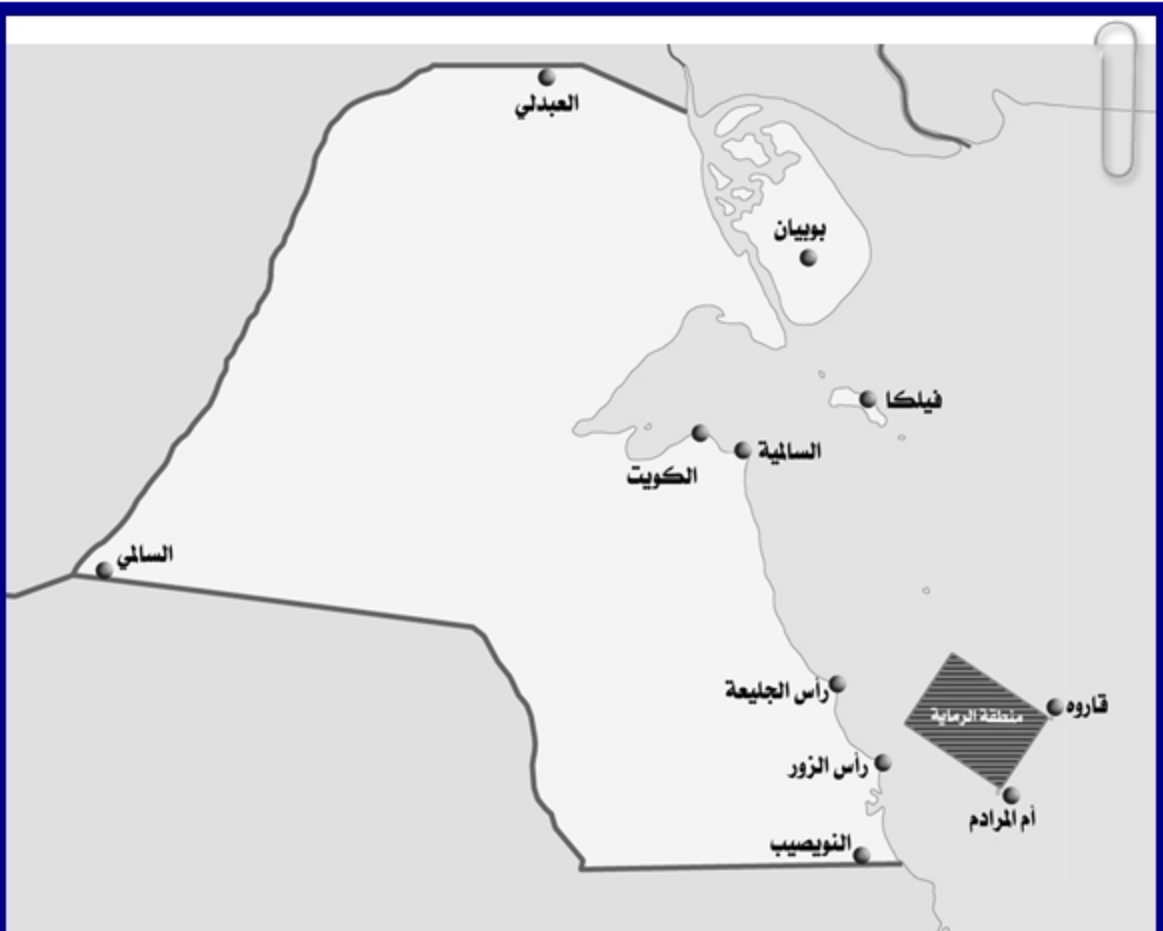 العبدلي
بوبيان
فيلكا
السالمية
الكويت
السالمي
رأس الجليعة
قاروه
منطقة الرماية
رأس الزور
أم المرادم
النويصيب